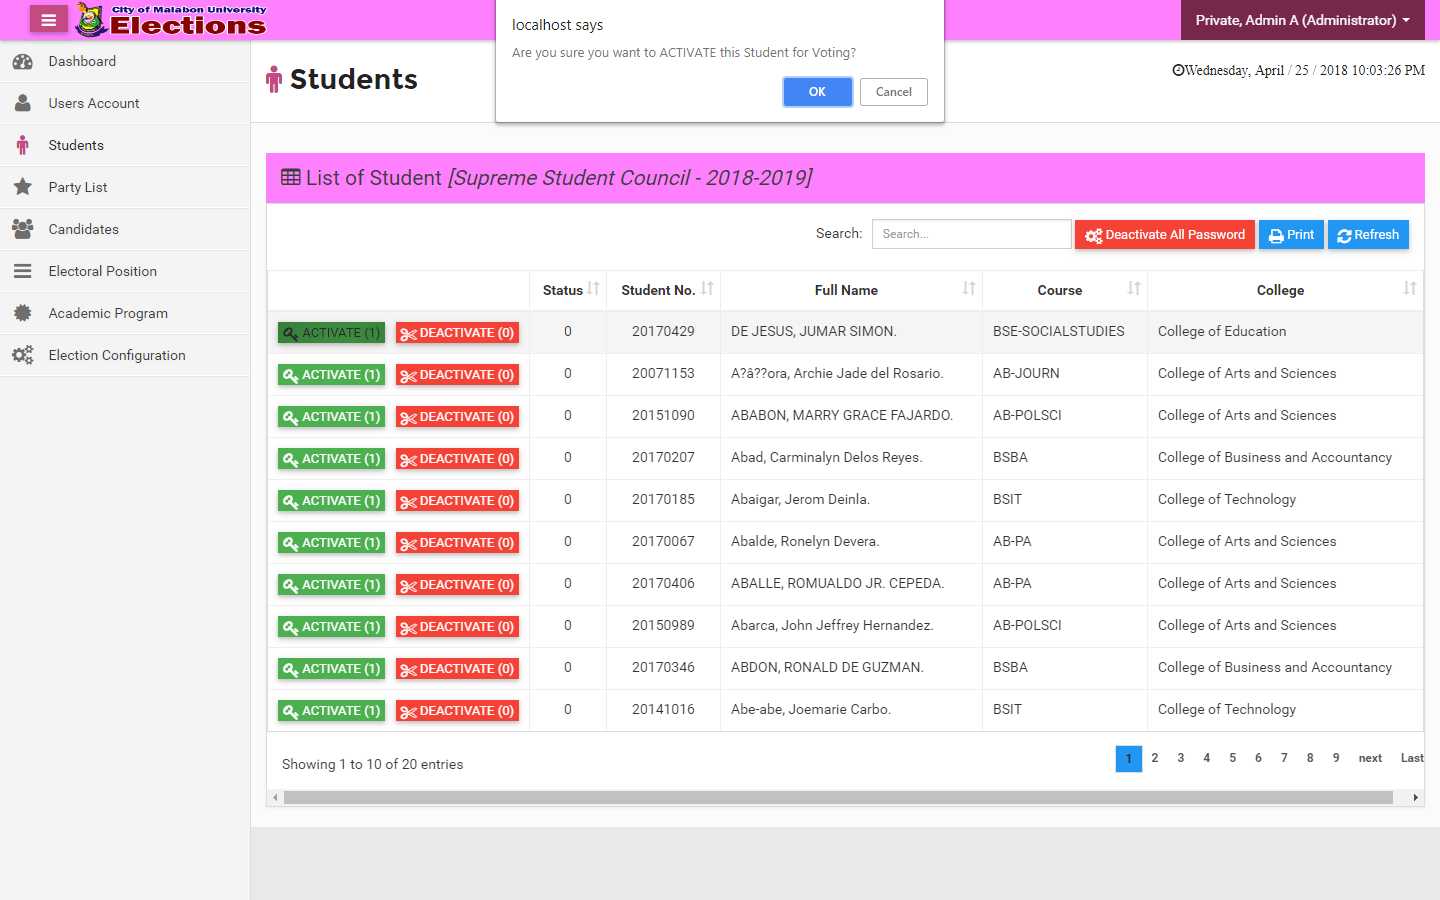 City of Malabon University
Elections
Private, Admin A (Administrator)
localhost says
Are you sure you want to ACTIVATE this Student for Voting?
OK Cancel
Dashboard
Users Account
Students
Party List
Candidates
Electoral Position
Academic Program
Election Configuration
Students
Wednesday, April / 25 / 2018 10:03:26 PM
List of Student [Supreme Student Council - 2018-2019]
Search: Search... Deactivate All Password Print Refresh
Status Student No. Full Name Course College
ACTIVATE (1) DEACTIVATE (0) 0 20170429 DE JESUS, JUMAR SIMON. BSE-SOCIALSTUDIES College of Education
ACTIVATE (1) DEACTIVATE (0) 0 20071153 A?â??ora, Archie Jade del Rosario. AB-JOURN College of Arts and Sciences
ACTIVATE (1) DEACTIVATE (0) 0 20151090 ABABON, MARRY GRACE FAJARDO. AB-POLSCI College of Arts and Sciences
ACTIVATE (1) DEACTIVATE (0) 0 20170207 Abad, Carminalyn Delos Reyes. BSBA College of Business and Accountancy
ACTIVATE (1) DEACTIVATE (0) 0 20170185 Abaigar, Jerom Deinla. BSIT College of Technology
ACTIVATE (1) DEACTIVATE (0) 0 20170067 Abalde, Ronelyn Devera. AB-PA College of Arts and Sciences
ACTIVATE (1) DEACTIVATE (0) 0 20170406 ABALLE, ROMUALDO JR. CEPEDA. AB-PA College of Arts and Sciences
ACTIVATE (1) DEACTIVATE (0) 0 20150989 Abarca, John Jeffrey Hernandez. AB-POLSCI College of Arts and Sciences
ACTIVATE (1) DEACTIVATE (0) 0 20170346 ABDON, RONALD DE GUZMAN. BSBA College of Business and Accountancy
ACTIVATE (1) DEACTIVATE (0) 0 20141016 Abe-abe, Joemarie Carbo. BSIT College of Technology
Showing 1 to 10 of 20 entries
1 2 3 4 5 6 7 8 9 next Last